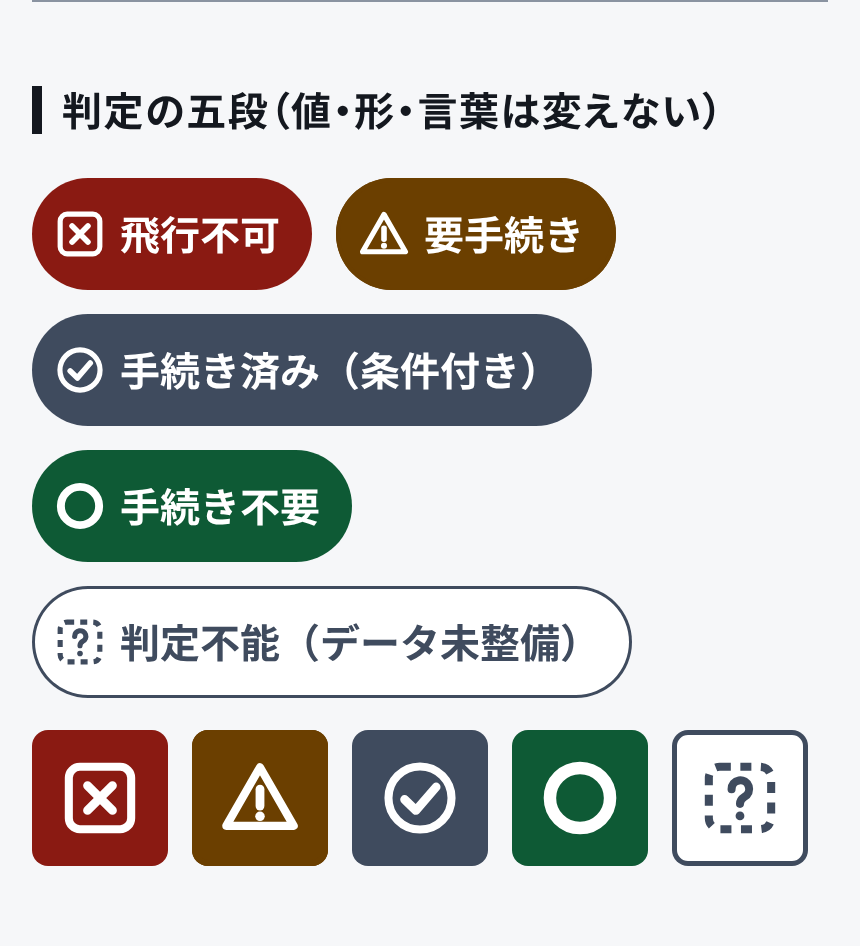 判定の五段（値・形・言葉は変えない）
飛行不可
要手続き
手続き済み（条件付き）
手続き不要
判定不能（データ未整備）